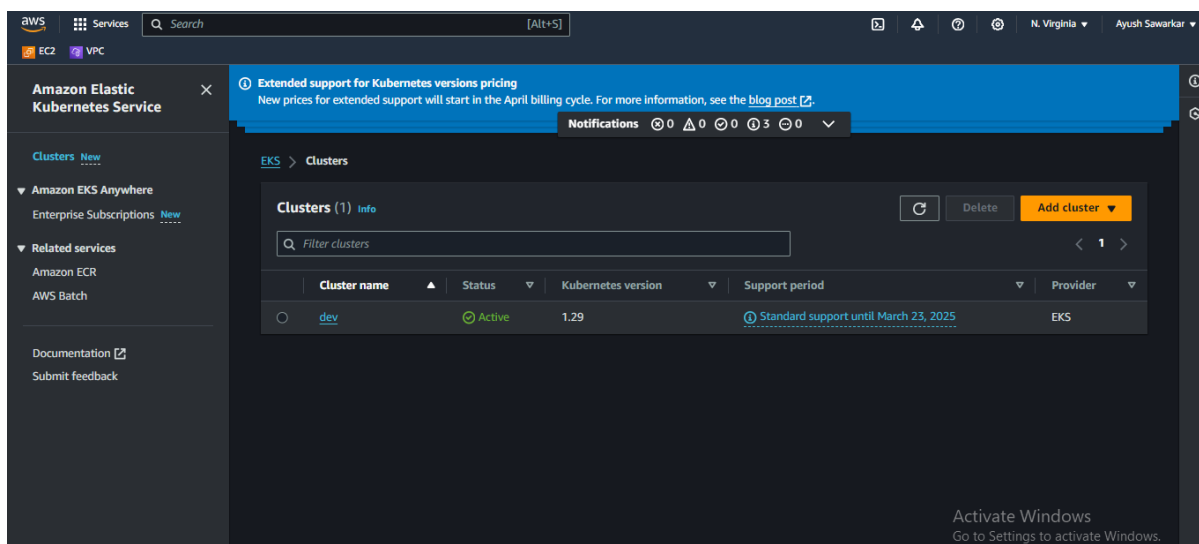 aws Services Search [Alt+S] N. Virginia Ayush Sawarkar
EC2 VPC
Amazon Elastic
Kubernetes Service
Clusters New
Amazon EKS Anywhere
Enterprise Subscriptions New
Related services
Amazon ECR
AWS Batch
Documentation
Submit feedback
Extended support for Kubernetes versions pricing
New prices for extended support will start in the April billing cycle. For more information, see the blog post.
Notifications 0 0 0 3 0
EKS > Clusters
Clusters (1) Info Delete Add cluster
Filter clusters < 1 >
Cluster name Status Kubernetes version Support period Provider
dev Active 1.29 Standard support until March 23, 2025 EKS
Activate Windows
Go to Settings to activate Windows.